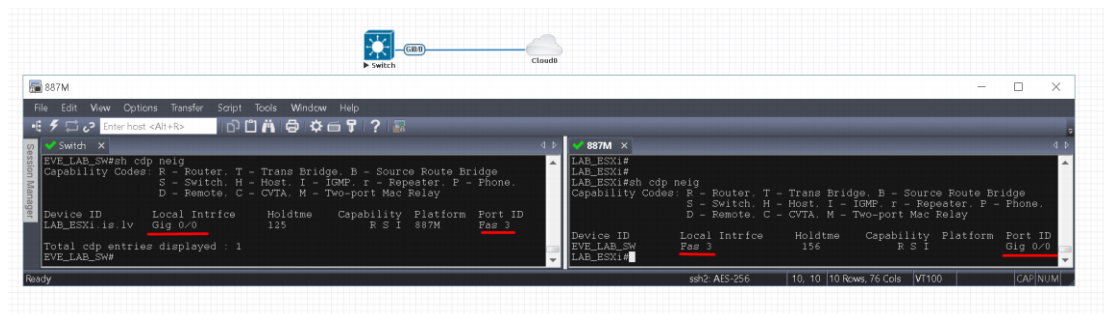 Gi0/0
Switch
Cloud0
887M
File Edit View Options Transfer Script Tools Window Help
Enter host <Alt+R>
Session Manager
Switch
EVE_LAB_SW#sh cdp neig
Capability Codes: R - Router, T - Trans Bridge, B - Source Route Bridge
S - Switch, H - Host, I - IGMP, r - Repeater, P - Phone,
D - Remote, C - CVTA, M - Two-port Mac Relay
Device ID Local Intrfce Holdtme Capability Platform Port ID
LAB_ESXi.is.lv Gig 0/0 125 R S I 887M Fas 3
Total cdp entries displayed : 1
EVE_LAB_SW#
887M
LAB_ESXi#
LAB_ESXi#
LAB_ESXi#sh cdp neig
Capability Codes: R - Router, T - Trans Bridge, B - Source Route Bridge
S - Switch, H - Host, I - IGMP, r - Repeater, P - Phone,
D - Remote, C - CVTA, M - Two-port Mac Relay
Device ID Local Intrfce Holdtme Capability Platform Port ID
EVE_LAB_SW Fas 3 156 R S I Gig 0/0
LAB_ESXi#
Ready ssh2: AES-256 10, 10 10 Rows, 76 Cols VT100 CAP NUM